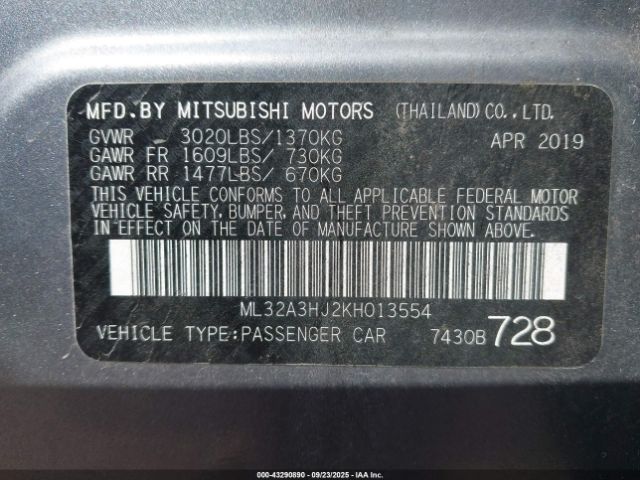 MFD.BY MITSUBISHI MOTORS (THAILAND)CO.,LTD.
GVWR 3020LBS/1370KG APR 2019
GAWR FR 1609LBS/ 730KG
GAWR RR 1477LBS/ 670KG
THIS VEHICLE CONFORMS TO ALL APPLICABLE FEDERAL MOTOR
VEHICLE SAFETY, BUMPER, AND THEFT PREVENTION STANDARDS
IN EFFECT ON THE DATE OF MANUFACTURE SHOWN ABOVE.
ML32A3HJ2KH013554
VEHICLE TYPE:PASSENGER CAR 7430B 728
000-43290890 - 09/23/2025 - IAA, Inc.